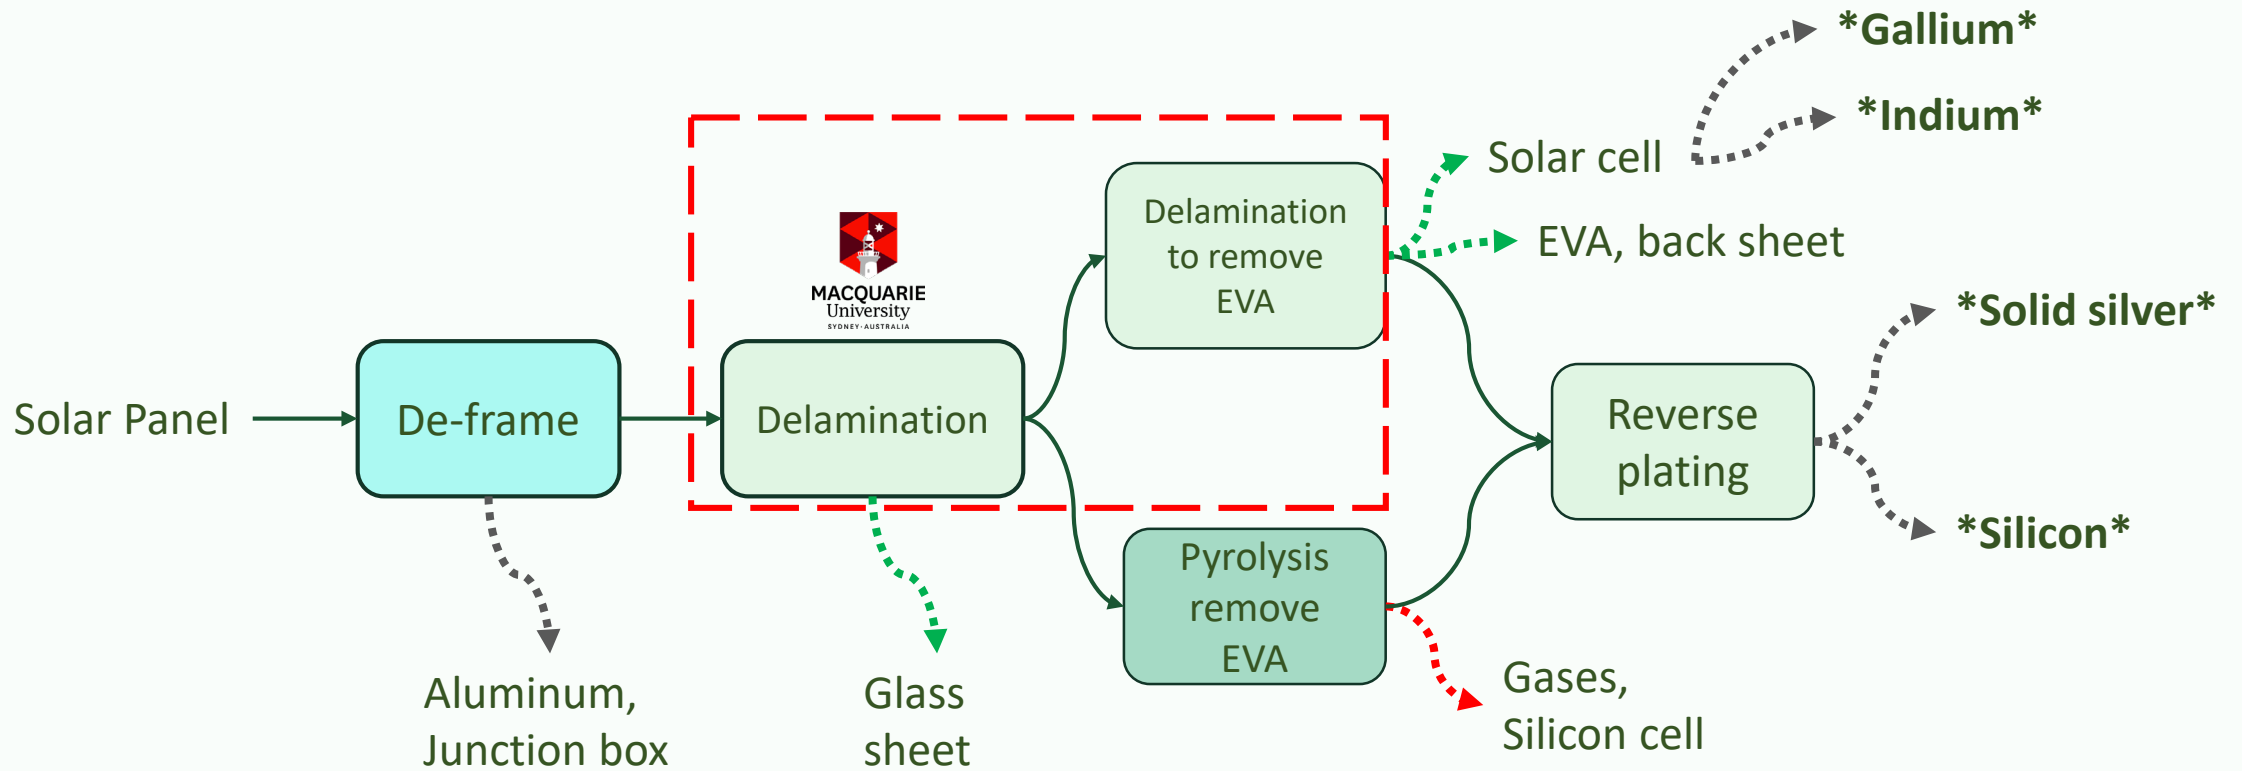 *Gallium*
*Indium*
Solar cell
EVA, back sheet
Delamination
to remove
EVA
MACQUARIE
University
SYDNEY·AUSTRALIA
*Solid silver*
Solar Panel
De-frame
Delamination
Reverse
plating
*Silicon*
Pyrolysis
remove
EVA
Aluminum,
Junction box
Glass
sheet
Gases,
Silicon cell